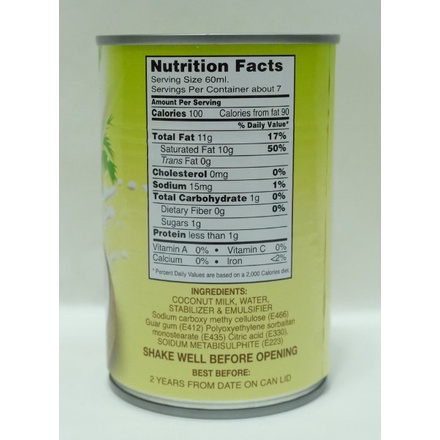 Nutrition Facts
Serving Size 60ml.
Servings Per Container about 7
Amount Per Serving
Calories 100 Calories from fat 90
% Daily Value*
Total Fat 11g 17%
Saturated Fat 10g 50%
Trans Fat 0g
Cholesterol 0mg 0%
Sodium 15mg 1%
Total Carbohydrate 1g 0%
Dietary Fiber 0g 0%
Sugars 1g
Protein less than 1g
Vitamin A 0% • Vitamin C 0%
Calcium 0% • Iron <2%
*Percent Daily Values are based on a 2,000 Calories diet.
INGREDIENTS:
COCONUT MILK, WATER,
STABILIZER & EMULSIFIER
Sodium carboxy methy cellulose (E466)
Guar gum (E412) Polyoxyethylene sorbaitan
monostearate (E435) Citric acid (E330),
SOIDUM METABISULPHITE (E223)
SHAKE WELL BEFORE OPENING
BEST BEFORE:
2 YEARS FROM DATE ON CAN LID